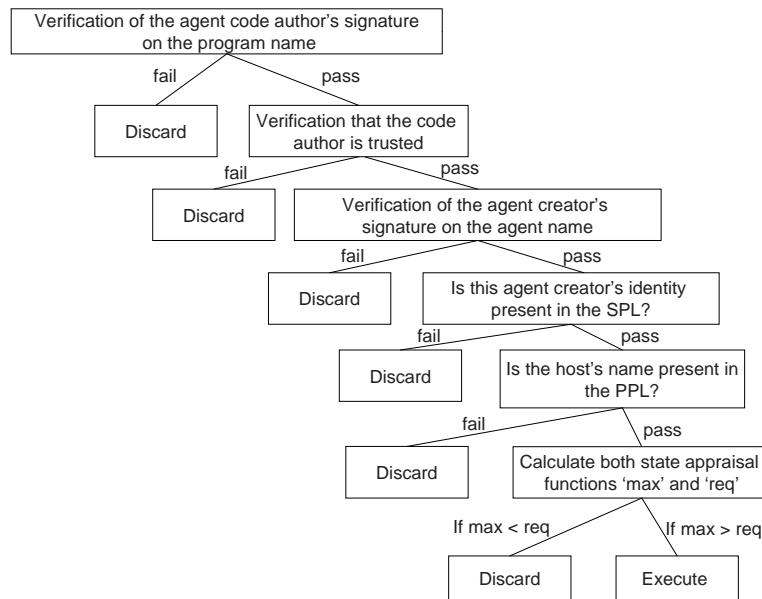 Verification of the agent code author’s signature
on the program name
fail
pass
Discard
Verification that the code
author is trusted
fail
pass
Discard
Verification of the agent creator’s
signature on the agent name
fail
pass
Discard
Is this agent creator’s identity
present in the SPL?
fail
pass
Discard
Is the host’s name present in
the PPL?
fail
pass
Discard
Calculate both state appraisal
functions ‘max’ and ‘req’
If max < req
If max > req
Discard
Execute